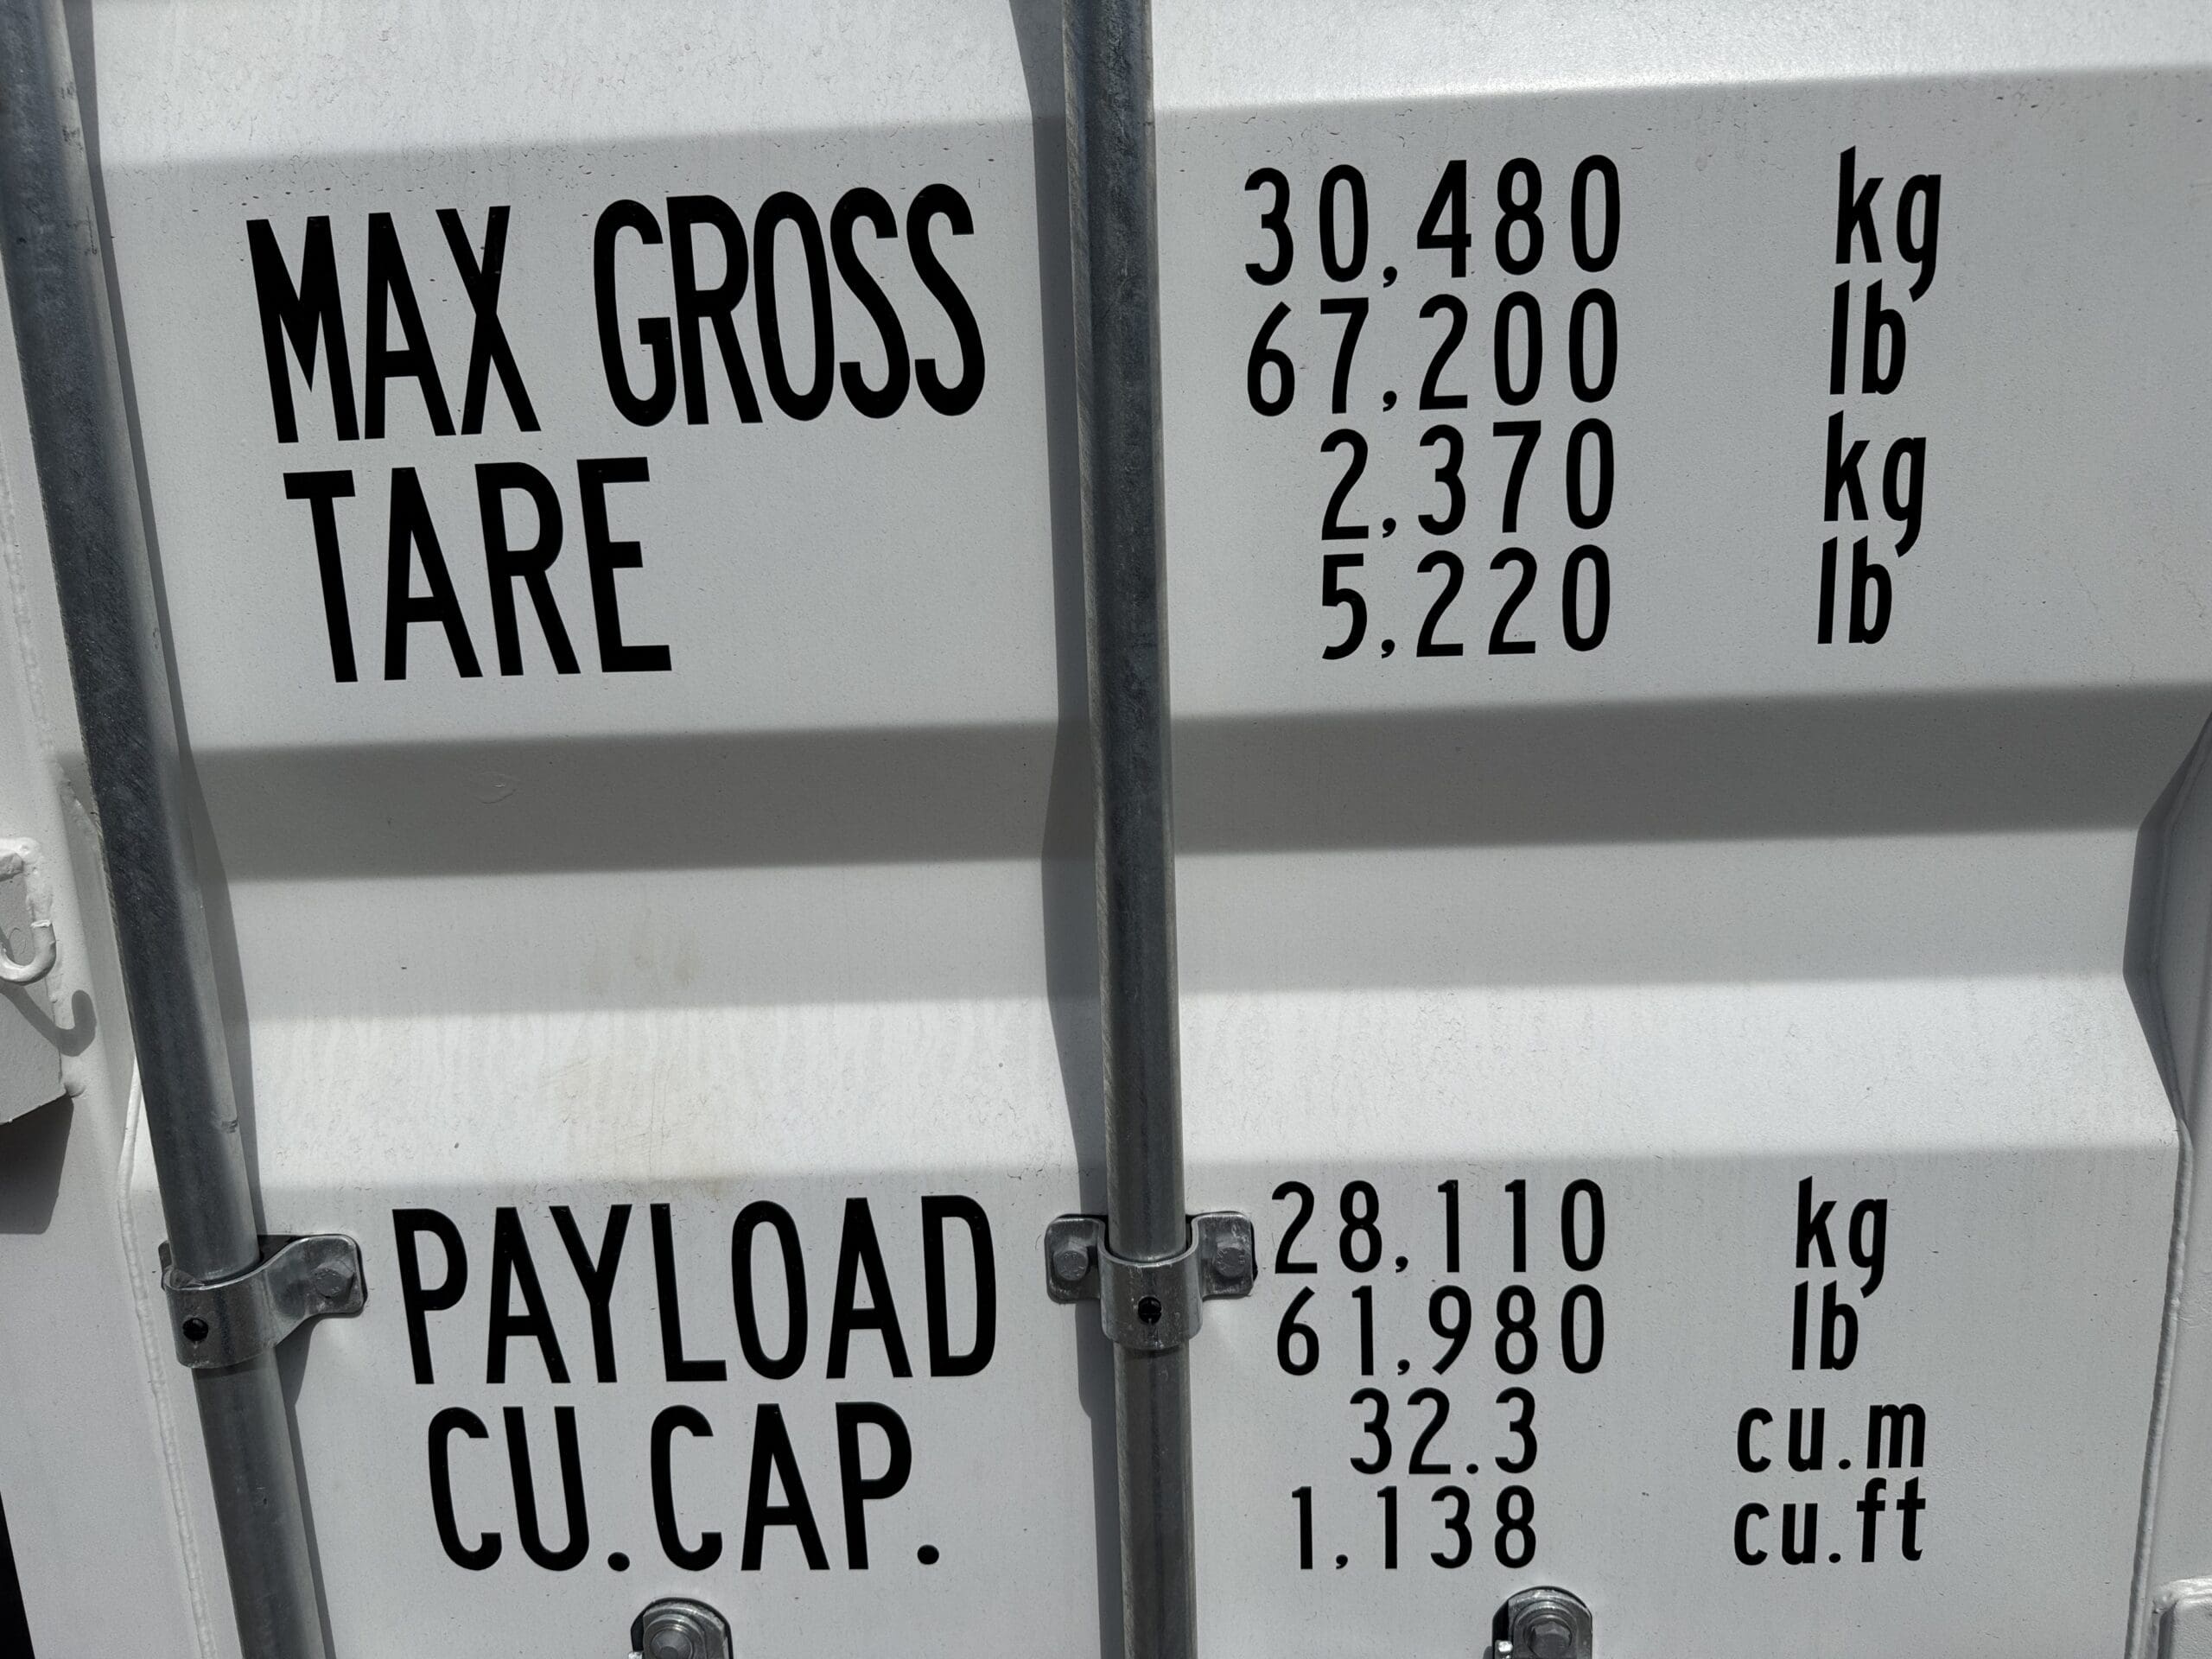 MAX GROSS 30,480 kg
67,200 lb
TARE 2,370 kg
5,220 lb
PAYLOAD 28,110 kg
61,980 lb
CU.CAP. 32.3 cu.m
1,138 cu.ft